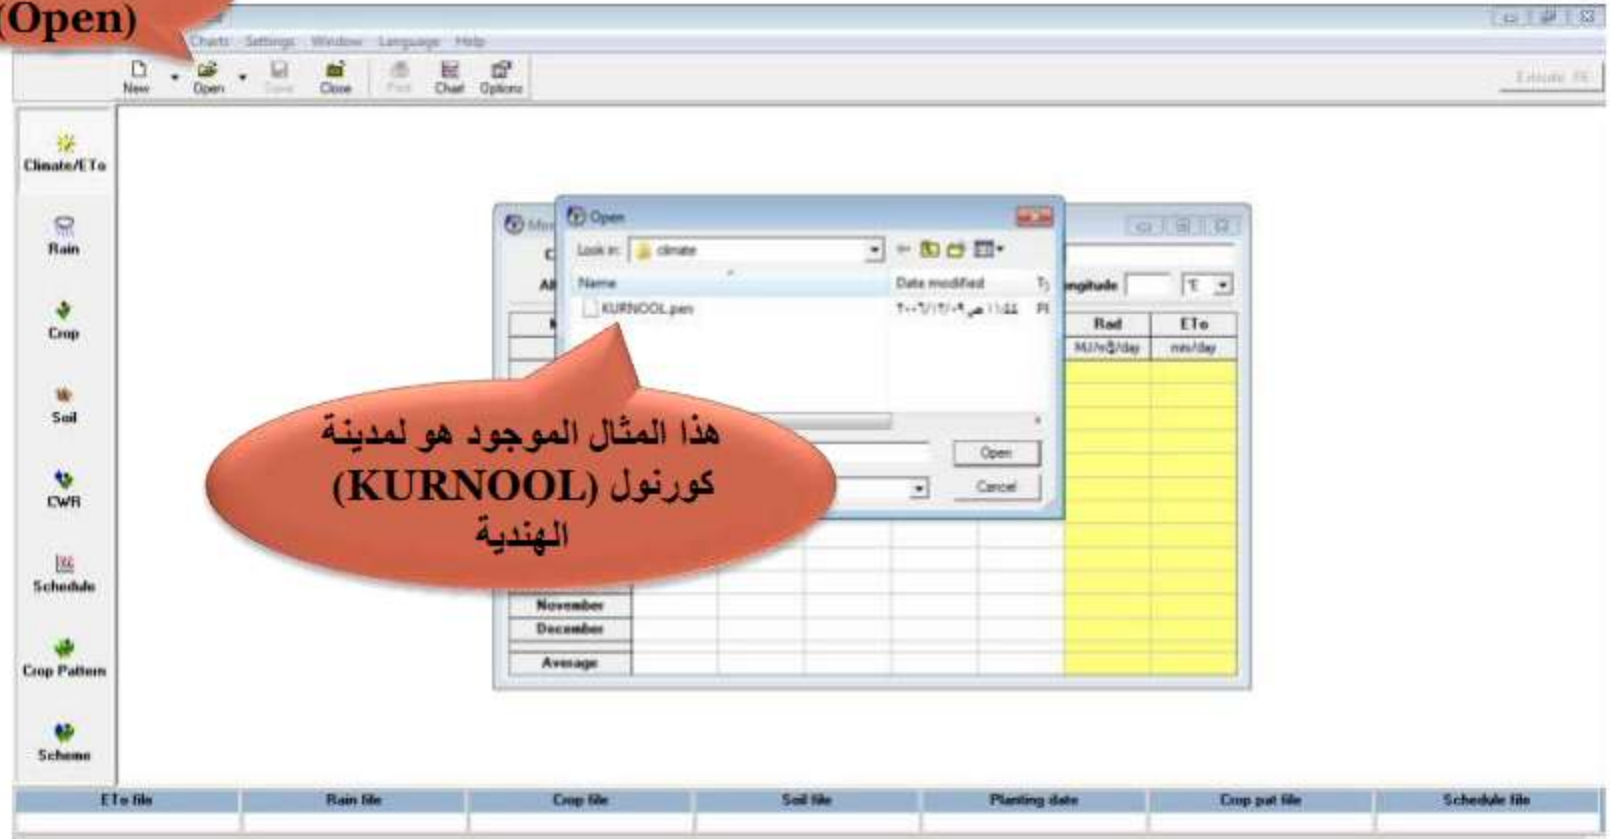 (Open)
Charts Settings Window Language Help
New Open Save Close Print Chart Options
Climate/ETo
Rain
Crop
Soil
CWR
Schedule
Crop Pattern
Scheme
Open
Look in: climate
Name Date modified
KURNOOL.pen
Open
Cancel
هذا المثال الموجود هو لمدينة
كورنول (KURNOOL)
الهندية
ngitude °E
Rad ETo
mm/day
November
December
Average
ETo file Rain file Crop file Soil file Planting date Crop pat file Schedule file